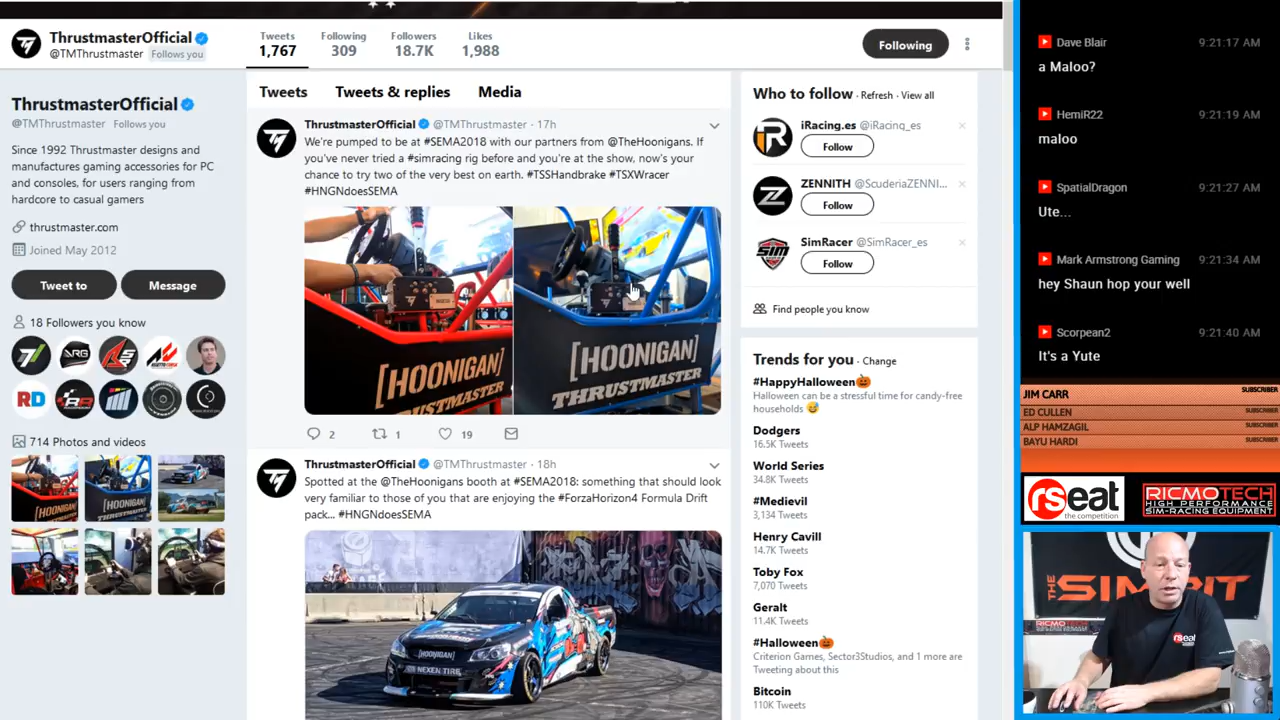 ThrustmasterOfficial
@TMThrustmaster Follows you
Tweets
1,767
Following
309
Followers
18.7K
Likes
1,988
Following
ThrustmasterOfficial
@TMThrustmaster Follows you
Since 1992 Thrustmaster designs and
manufactures gaming accessories for PC
and consoles, for users ranging from
hardcore to casual gamers
thrustmaster.com
Joined May 2012
Tweet to
Message
18 Followers you know
ARG
RD
714 Photos and videos
Tweets
Tweets & replies
Media
ThrustmasterOfficial @TMThrustmaster · 17h
We're pumped to be at #SEMA2018 with our partners from @TheHoonigans. If
you've never tried a #simracing rig before and you're at the show, now's your
chance to try two of the very best on earth. #TSSHandbrake #TSXWracer
#HNGNdoesSEMA
[HOONIGAN]
THRUSTMASTER
[HOONIGAN]
THRUSTMASTER
2
1
19
ThrustmasterOfficial @TMThrustmaster · 18h
Spotted at the @TheHoonigans booth at #SEMA2018: something that should look
very familiar to those of you that are enjoying the #ForzaHorizon4 Formula Drift
pack... #HNGNdoesSEMA
[HOONIGAN]
NEXEN TIRE
Who to follow · Refresh · View all
iRacing.es @iRacing_es
Follow
ZENNITH @ScuderiaZENNI...
Follow
SimRacer @SimRacer_es
Follow
SIM
Find people you know
Trends for you · Change
#HappyHalloween
Halloween can be a stressful time for candy-free
households
Dodgers
16.5K Tweets
World Series
34.8K Tweets
#Medievil
3,134 Tweets
Henry Cavill
14.7K Tweets
Toby Fox
7,070 Tweets
Geralt
11.4K Tweets
#Halloween
Criterion Games, Sector3Studios, and 1 more are
Tweeting about this
Bitcoin
110K Tweets
Dave Blair 9:21:17 AM
a Maloo?
HemiR22 9:21:19 AM
maloo
SpatialDragon 9:21:27 AM
Ute...
Mark Armstrong Gaming 9:21:34 AM
hey Shaun hop your well
Scorpean2 9:21:40 AM
It's a Yute
JIM CARR SUBSCRIBER
ED CULLEN SUBSCRIBER
ALP HAMZAGIL SUBSCRIBER
BAYU HARDI SUBSCRIBER
rseat
the competition
RICMOTECH
HIGH PERFORMANCE
SIM-RACING EQUIPMENT
THE SIMPIT
RICMOTECH
rseat